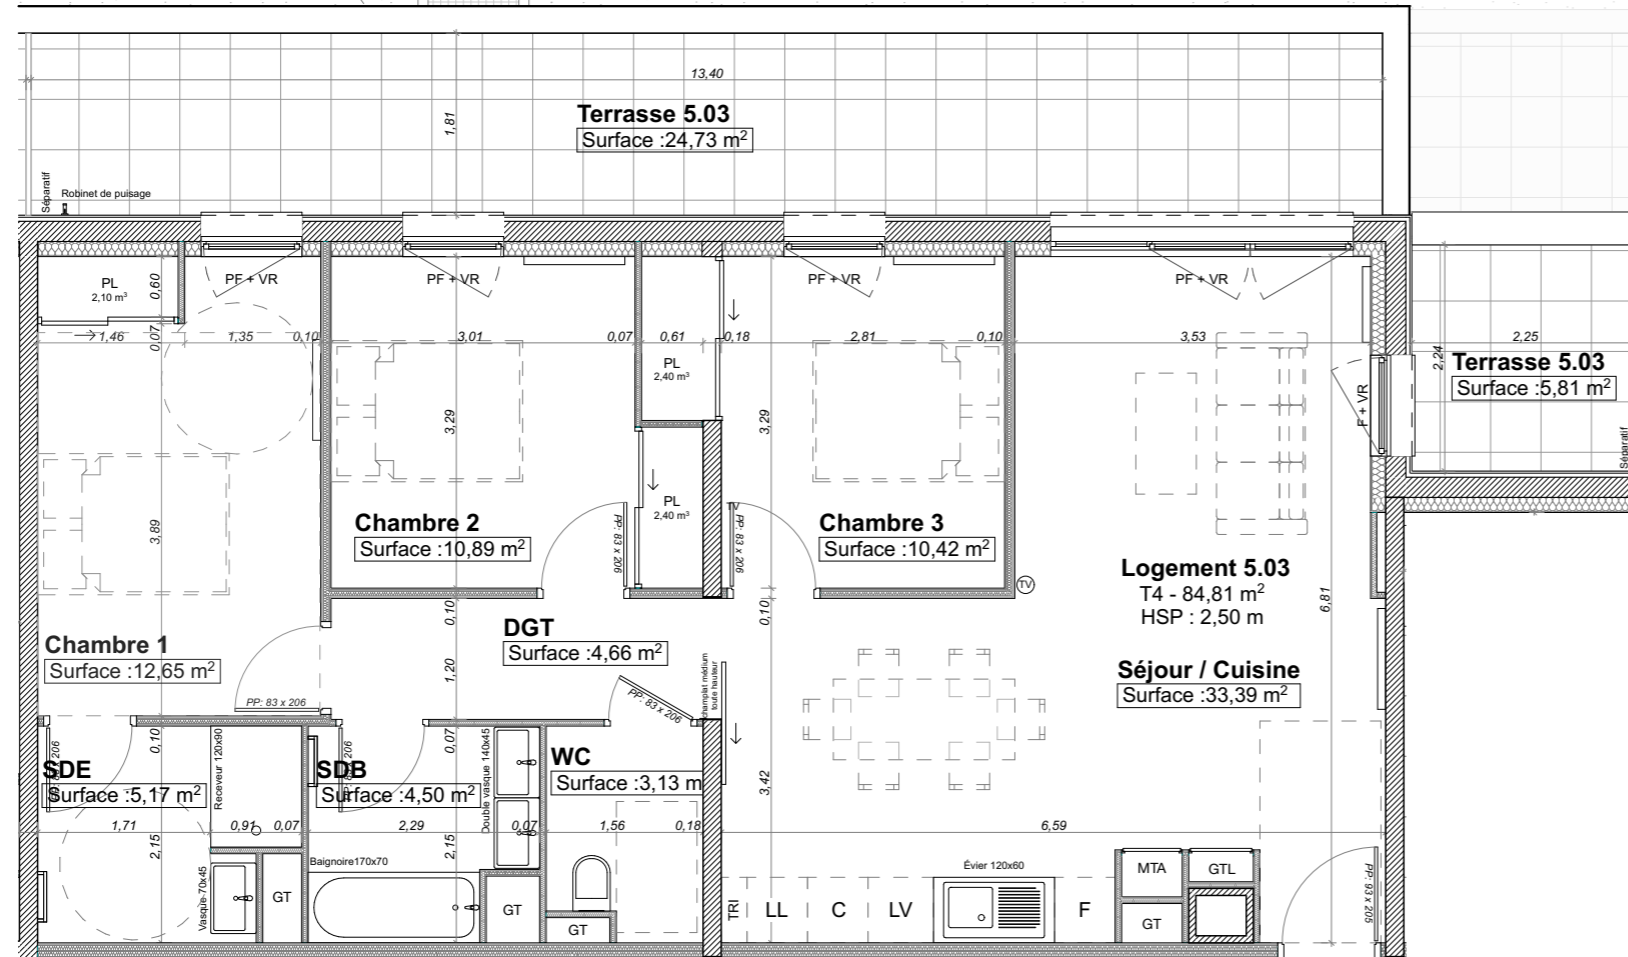 13,40
Terrasse 5.03
Surface :24,73 m²
1,81
Séparatif
Robinet de puisage
PL
2,10 m³
0,60
PF + VR
PF + VR
PF + VR
PF + VR
0,07
1,46
1,35
0,10
3,01
0,07
0,61
0,18
2,81
0,10
3,53
2,24
2,25
Terrasse 5.03
Surface :5,81 m²
Séparatif
F + VR
PL
2,40 m³
3,29
3,29
PL
2,40 m³
TV
3,89
Chambre 2
Surface :10,89 m²
PP: 83 x 206
PP: 83 x 206
Chambre 3
Surface :10,42 m²
TV
Logement 5.03
T4 - 84,81 m²
HSP : 2,50 m
6,81
0,10
0,10
DGT
Surface :4,66 m²
Chambre 1
Surface :12,65 m²
1,20
champlat médium
toute hauteur
Séjour / Cuisine
Surface :33,39 m²
PP: 83 x 206
PP: 83 x 206
0,10
PP: 83 x 206
SDE
Surface :5,17 m²
Receveur 120x90
PP: 83 x 206
SDB
Surface :4,50 m²
0,07
Double vasque 140x45
WC
Surface :3,13 m
3,42
1,71
0,91
0,07
2,29
0,07
1,56
0,18
6,59
2,15
2,15
Baignoire170x70
Vasque 70x45
GT
GT
GT
TRI
LL
C
LV
Évier 120x60
F
MTA
GTL
GT
PP: 93 x 205